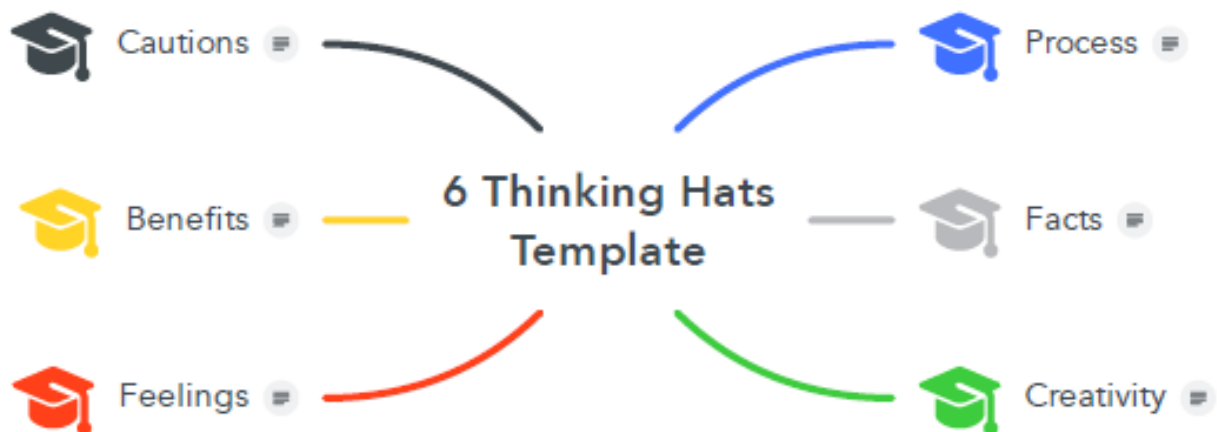 Cautions
Process
6 Thinking Hats
Template
Benefits
Facts
Feelings
Creativity